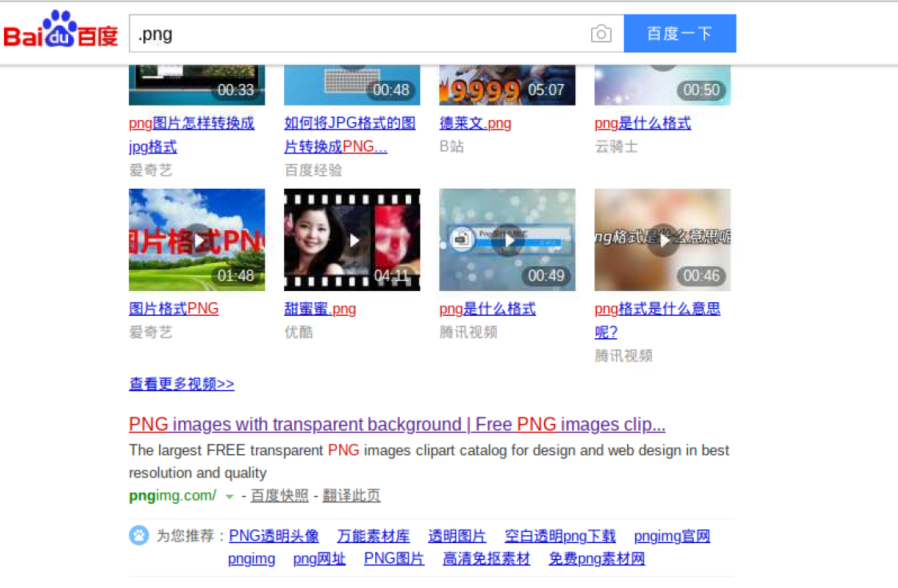 Bai du 百度
.png
百度一下
00:33
00:48
9999
05:07
00:50
png图片怎样转换成
jpg格式
爱奇艺
如何将JPG格式的图
片转换成PNG...
百度经验
德莱文.png
B站
png是什么格式
云骑士
图片格式PNG
01:48
04:11
Png是什么格式
00:49
png格式是什么意思呢
00:46
图片格式PNG
爱奇艺
甜蜜蜜.png
优酷
png是什么格式
腾讯视频
png格式是什么意思
呢?
腾讯视频
查看更多视频>>
PNG images with transparent background | Free PNG images clip...
The largest FREE transparent PNG images clipart catalog for design and web design in best
resolution and quality
pngimg.com/ - 百度快照 - 翻译此页
为您推荐： PNG透明头像 万能素材库 透明图片 空白透明png下载 pngimg官网
pngimg png网址 PNG图片 高清免抠素材 免费png素材网